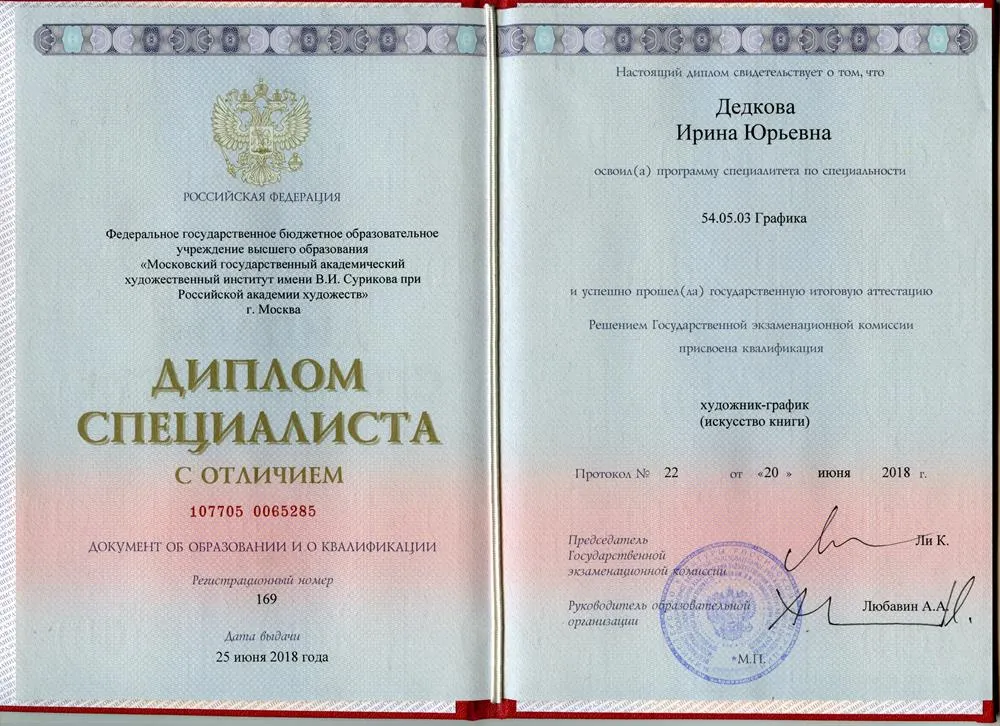 РОССИЙСКАЯ ФЕДЕРАЦИЯ
Федеральное государственное бюджетное образовательное
учреждение высшего образования
«Московский государственный академический
художественный институт имени В.И. Сурикова при
Российской академии художеств»
г. Москва
ДИПЛОМ
СПЕЦИАЛИСТА
С ОТЛИЧИЕМ
107705 0065285
ДОКУМЕНТ ОБ ОБРАЗОВАНИИ И О КВАЛИФИКАЦИИ
Регистрационный номер
169
Дата выдачи
25 июня 2018 года
Настоящий диплом свидетельствует о том, что
Дедкова
Ирина Юрьевна
освоил(а) программу специалитета по специальности
54.05.03 Графика
и успешно прошел(ла) государственную итоговую аттестацию
Решением Государственной экзаменационной комиссии
присвоена квалификация
художник-график
(искусство книги)
Протокол № 22 от «20 » июня 2018 г.
Председатель
Государственной
экзаменационной комиссии
Ли К.
Руководитель образовательной
организации
Любавин А.А.
М.П.